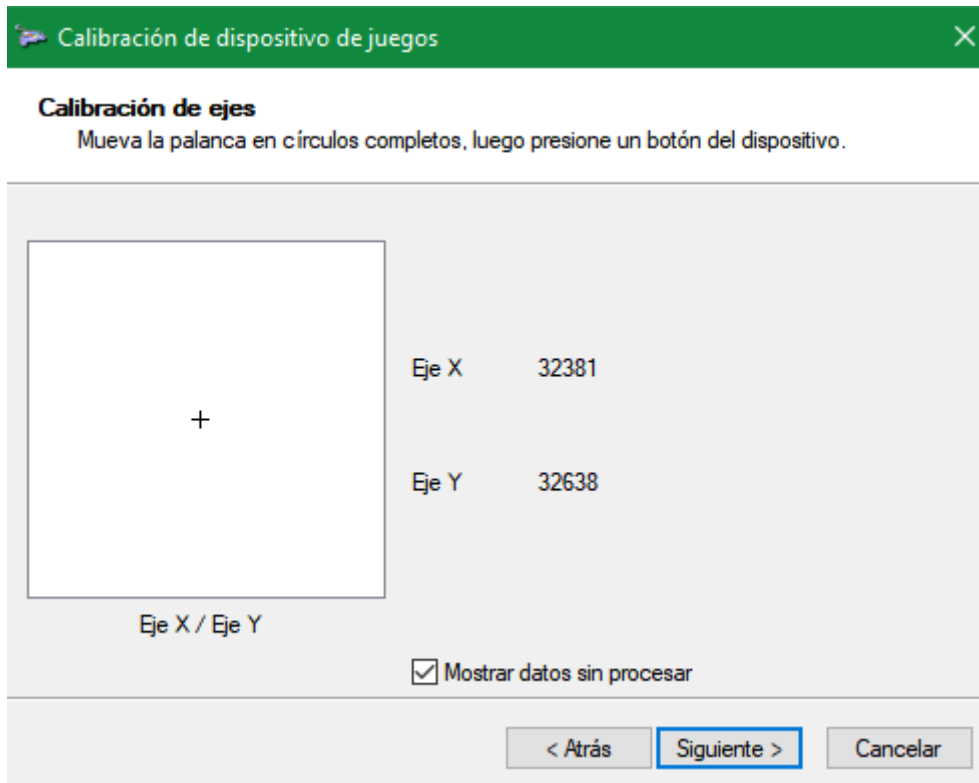 Calibración de dispositivo de juegos
Calibración de ejes
Mueva la palanca en círculos completos, luego presione un botón del dispositivo.
Eje X 32381
Eje Y 32638
Eje X / Eje Y
Mostrar datos sin procesar
< Atrás Siguiente > Cancelar